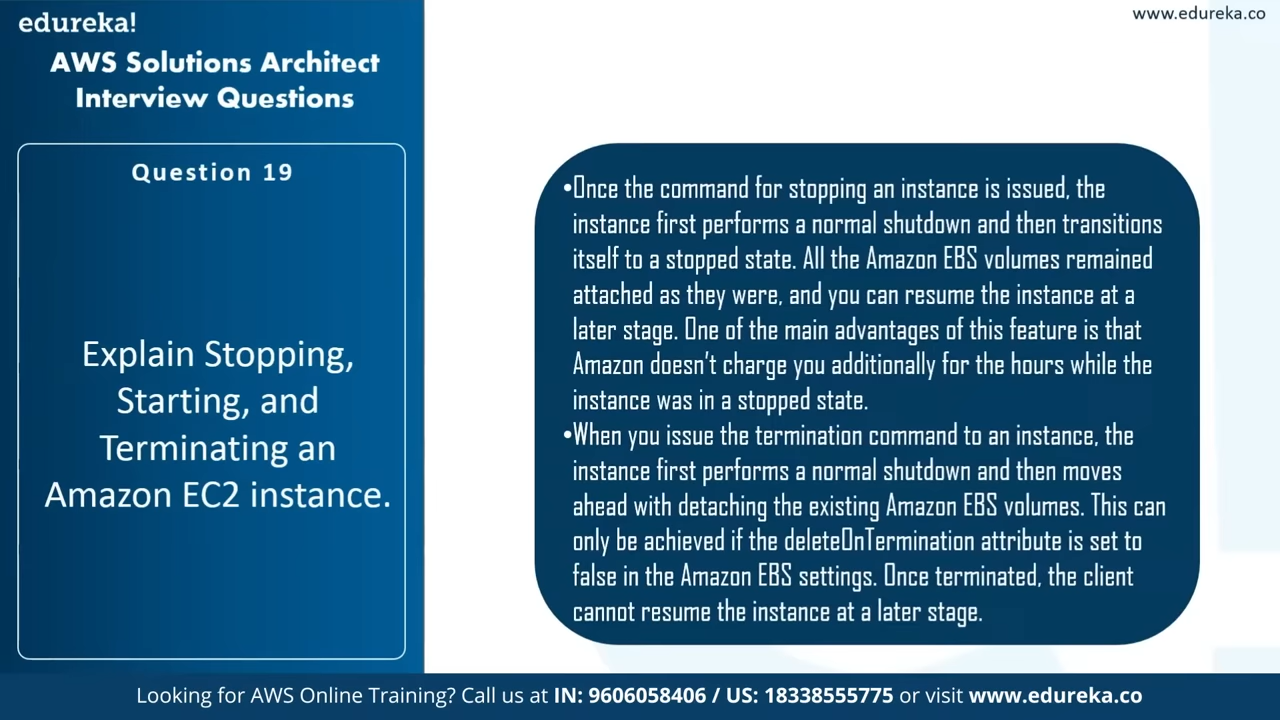 edureka!
www.edureka.co
AWS Solutions Architect
Interview Questions
Question 19
Explain Stopping,
Starting, and
Terminating an
Amazon EC2 instance.
•Once the command for stopping an instance is issued, the
instance first performs a normal shutdown and then transitions
itself to a stopped state. All the Amazon EBS volumes remained
attached as they were, and you can resume the instance at a
later stage. One of the main advantages of this feature is that
Amazon doesn't charge you additionally for the hours while the
instance was in a stopped state.
•When you issue the termination command to an instance, the
instance first performs a normal shutdown and then moves
ahead with detaching the existing Amazon EBS volumes. This can
only be achieved if the deleteOnTermination attribute is set to
false in the Amazon EBS settings. Once terminated, the client
cannot resume the instance at a later stage.
Looking for AWS Online Training? Call us at IN: 9606058406 / US: 18338555775 or visit www.edureka.co